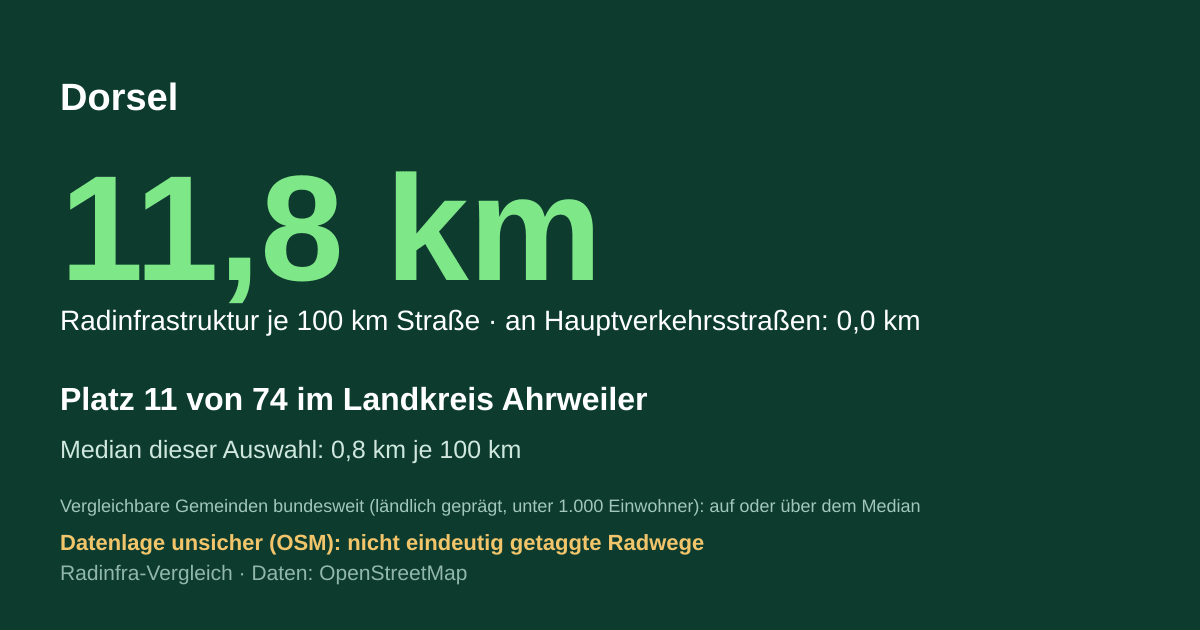 Dorsel
11,8 km
Radinfrastruktur je 100 km Straße · an Hauptverkehrsstraßen: 0,0 km
Platz 11 von 74 im Landkreis Ahrweiler
Median dieser Auswahl: 0,8 km je 100 km
Vergleichbare Gemeinden bundesweit (ländlich geprägt, unter 1.000 Einwohner): auf oder über dem Median
Datenlage unsicher (OSM): nicht eindeutig getaggte Radwege
Radinfra-Vergleich · Daten: OpenStreetMap